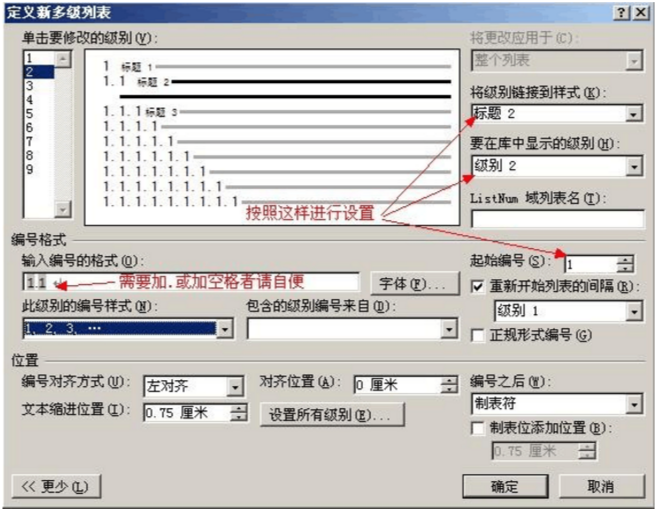 定义新多级列表
单击要修改的级别(V):
将更改应用于(C):
整个列表
1
2
3
4
5
6
7
8
9
1 标题 1
1.1 标题 2
1.1.1 标题 3
1.1.1.1
1.1.1.1.1
1.1.1.1.1.1
1.1.1.1.1.1.1
1.1.1.1.1.1.1.1
1.1.1.1.1.1.1.1.1
将级别链接到样式(K):
标题 2
要在库中显示的级别(H):
级别 2
ListNum 域列表名(T):
按照这样进行设置
编号格式
输入编号的格式(O):
1.1
需要加.或加空格者请自便
字体(F)...
起始编号(S): 1
重新开始列表的间隔(R):
级别 1
正规形式编号(G)
此级别的编号样式(N):
1, 2, 3, …
包含的级别编号来自(D):
位置
编号对齐方式(U): 左对齐
对齐位置(A): 0 厘米
文本缩进位置(I): 0.75 厘米
设置所有级别(E)...
编号之后(W):
制表符
制表位添加位置(B):
0.75 厘米
<< 更少(L)
确定
取消